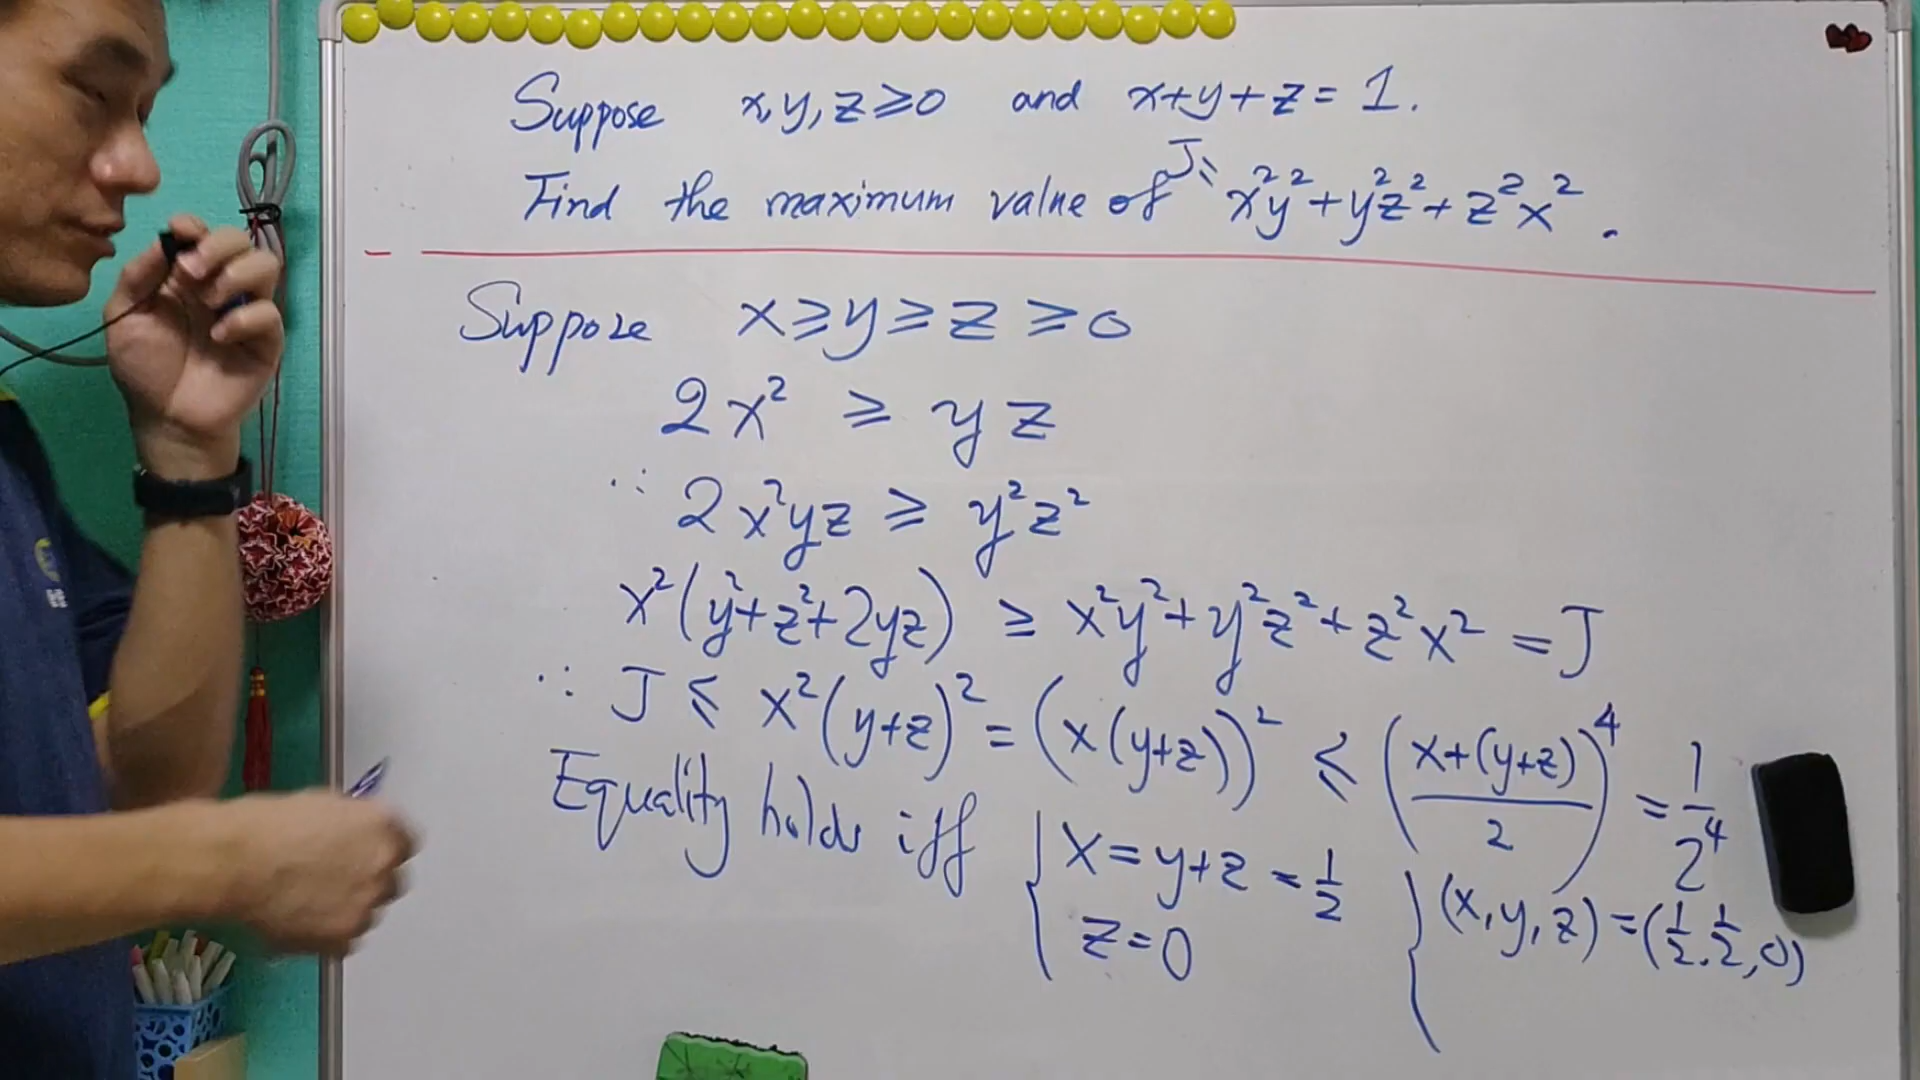 Suppose x,y,z≥0 and x+y+z=1.
Find the maximum value of J= x²y²+y²z²+z²x².
Suppose x≥y≥z≥0
2x² ≥ yz
∴ 2x²yz ≥ y²z²
x²(y²+z²+2yz) ≥ x²y²+y²z²+z²x² =J
∴ J ≤ x²(y+z)² = (x(y+z))² ≤ ((x+(y+z))/2)⁴ = 1/2⁴
Equality holds iff { x=y+z=1/2 { (x,y,z)=(1/2,1/2,0)
z=0